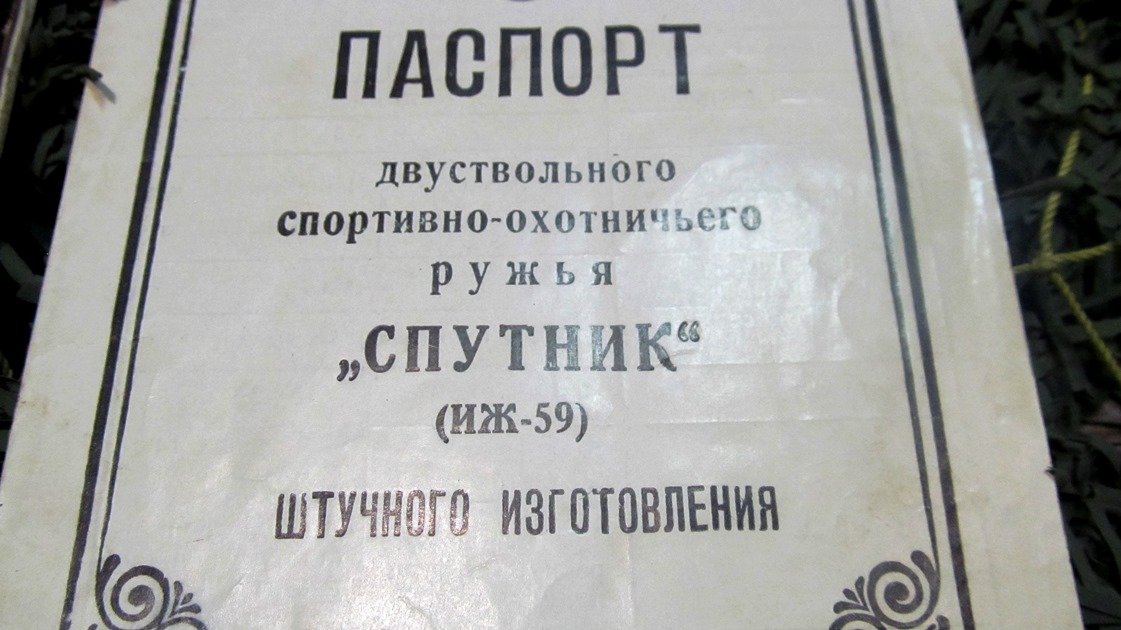 ПАСПОРТ
двуствольного
спортивно-охотничьего
ружья
„СПУТНИК“
(ИЖ-59)
ШТУЧНОГО ИЗГОТОВЛЕНИЯ